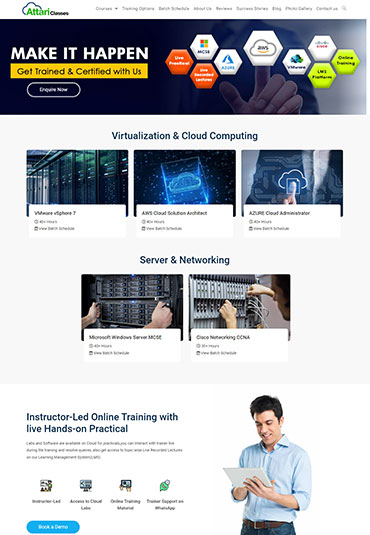 Attari Classes
Courses Training Options Batch Schedule About Us Reviews Success Stories Blog Photo Gallery Contact us
MAKE IT HAPPEN
Get Trained & Certified with Us
Enquire Now
Live Practical
MCSE
Live Recorded Lectures
AZURE
aws
CISCO
VMware
Online Training
LMS Platform
Virtualization & Cloud Computing
VMware vSphere 7
40+ Hours
View Batch Schedule
AWS Cloud Solution Architect
40+ Hours
View Batch Schedule
AZURE Cloud Administrator
40+ Hours
View Batch Schedule
Server & Networking
Microsoft Windows Server MCSE
40+ Hours
View Batch Schedule
Cisco Networking CCNA
30+ Hours
View Batch Schedule
Instructor-Led Online Training with
live Hands-on Practical
Labs and Software are available on Cloud for practicals,you can interact with trainer live
during the training and resolve queries, also get access to topic wise Live Recorded Lectures
on our Learning Management System(LMS).
Instructor-Led
Access to Cloud
Labs
Online Training
Material
Trainer Support on
WhatsApp
Book a Demo